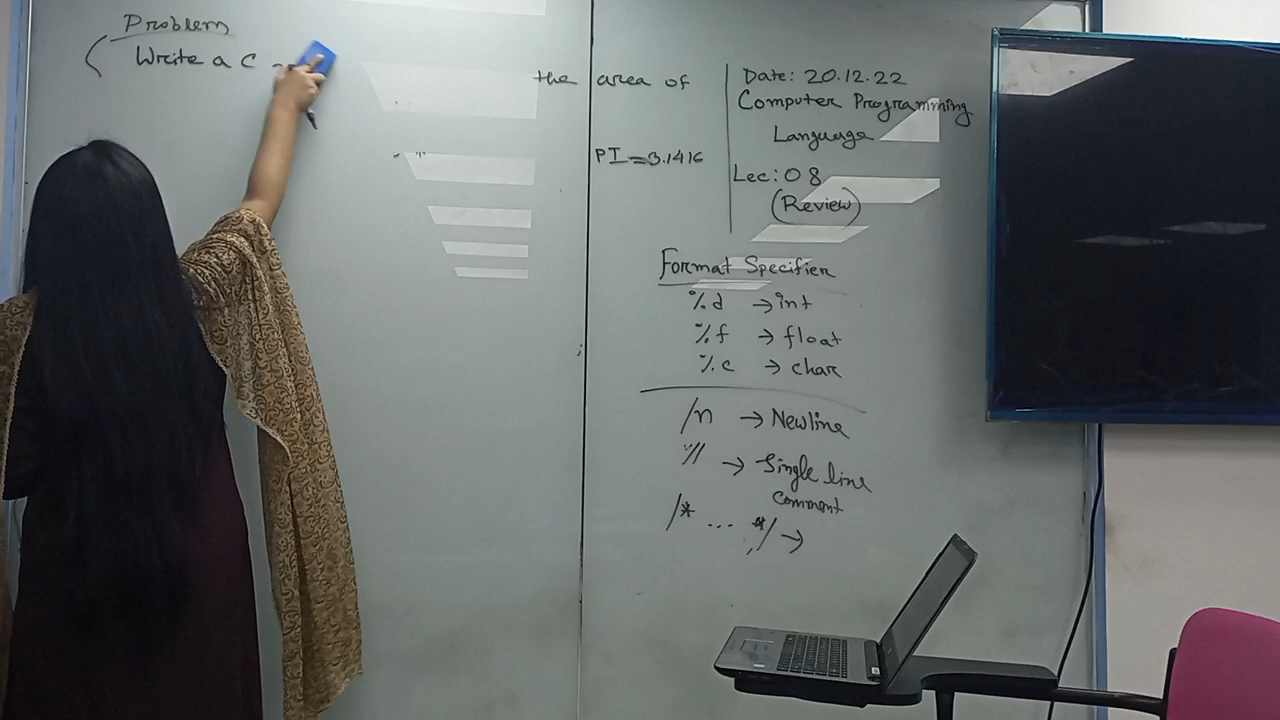 Problem
Write a C
the area of
PI = 3.1416
Date: 20.12.22
Computer Programming
Language
Lec: 08
(Review)
Format Specifier
%d → int
%f → float
%c → char
/n → Newline
// → Single line
comment
/* ... */ →